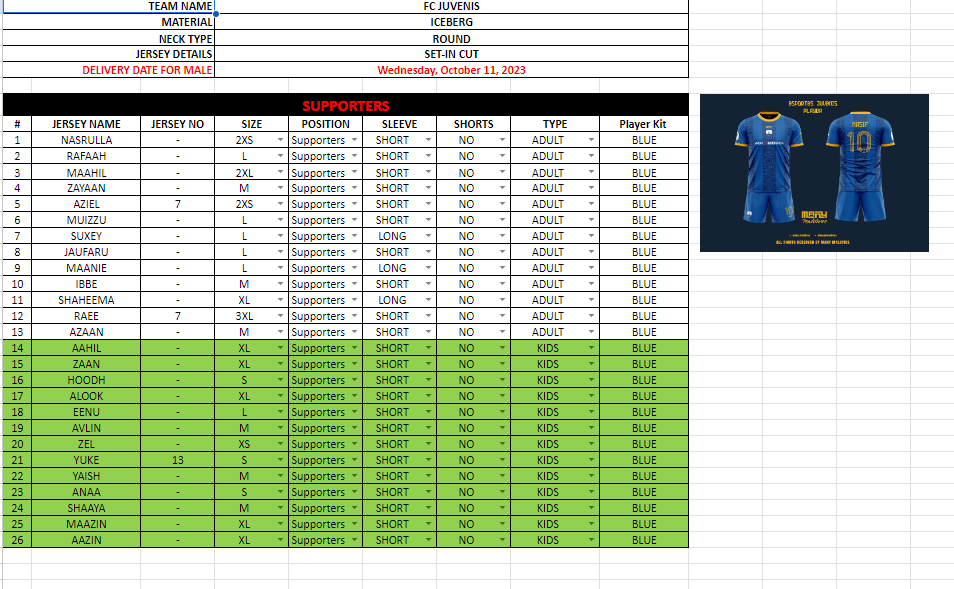 TEAM NAME FC JUVENIS
MATERIAL ICEBERG
NECK TYPE ROUND
JERSEY DETAILS SET-IN CUT
DELIVERY DATE FOR MALE Wednesday, October 11, 2023
SUPPORTERS
# JERSEY NAME JERSEY NO SIZE POSITION SLEEVE SHORTS TYPE Player Kit
1 NASRULLA - 2XS Supporters SHORT NO ADULT BLUE
2 RAFAAH - L Supporters SHORT NO ADULT BLUE
3 MAAHIL - 2XL Supporters SHORT NO ADULT BLUE
4 ZAYAAN - M Supporters SHORT NO ADULT BLUE
5 AZIEL 7 2XS Supporters SHORT NO ADULT BLUE
6 MUIZZU - L Supporters SHORT NO ADULT BLUE
7 SUXEY - L Supporters LONG NO ADULT BLUE
8 JAUFARU - L Supporters SHORT NO ADULT BLUE
9 MAANIE - L Supporters LONG NO ADULT BLUE
10 IBBE - M Supporters SHORT NO ADULT BLUE
11 SHAHEEMA - XL Supporters LONG NO ADULT BLUE
12 RAEE 7 3XL Supporters SHORT NO ADULT BLUE
13 AZAAN - M Supporters SHORT NO ADULT BLUE
14 AAHIL - XL Supporters SHORT NO KIDS BLUE
15 ZAAN - XL Supporters SHORT NO KIDS BLUE
16 HOODH - S Supporters SHORT NO KIDS BLUE
17 ALOOK - XL Supporters SHORT NO KIDS BLUE
18 EENU - L Supporters SHORT NO KIDS BLUE
19 AVLIN - M Supporters SHORT NO KIDS BLUE
20 ZEL - XS Supporters SHORT NO KIDS BLUE
21 YUKE 13 S Supporters SHORT NO KIDS BLUE
22 YAISH - M Supporters SHORT NO KIDS BLUE
23 ANAA - S Supporters SHORT NO KIDS BLUE
24 SHAAYA - M Supporters SHORT NO KIDS BLUE
25 MAAZIN - XL Supporters SHORT NO KIDS BLUE
26 AAZIN - XL Supporters SHORT NO KIDS BLUE
PLAYER
10
ALL RIGHTS RESERVED BY MANY MALDIVES